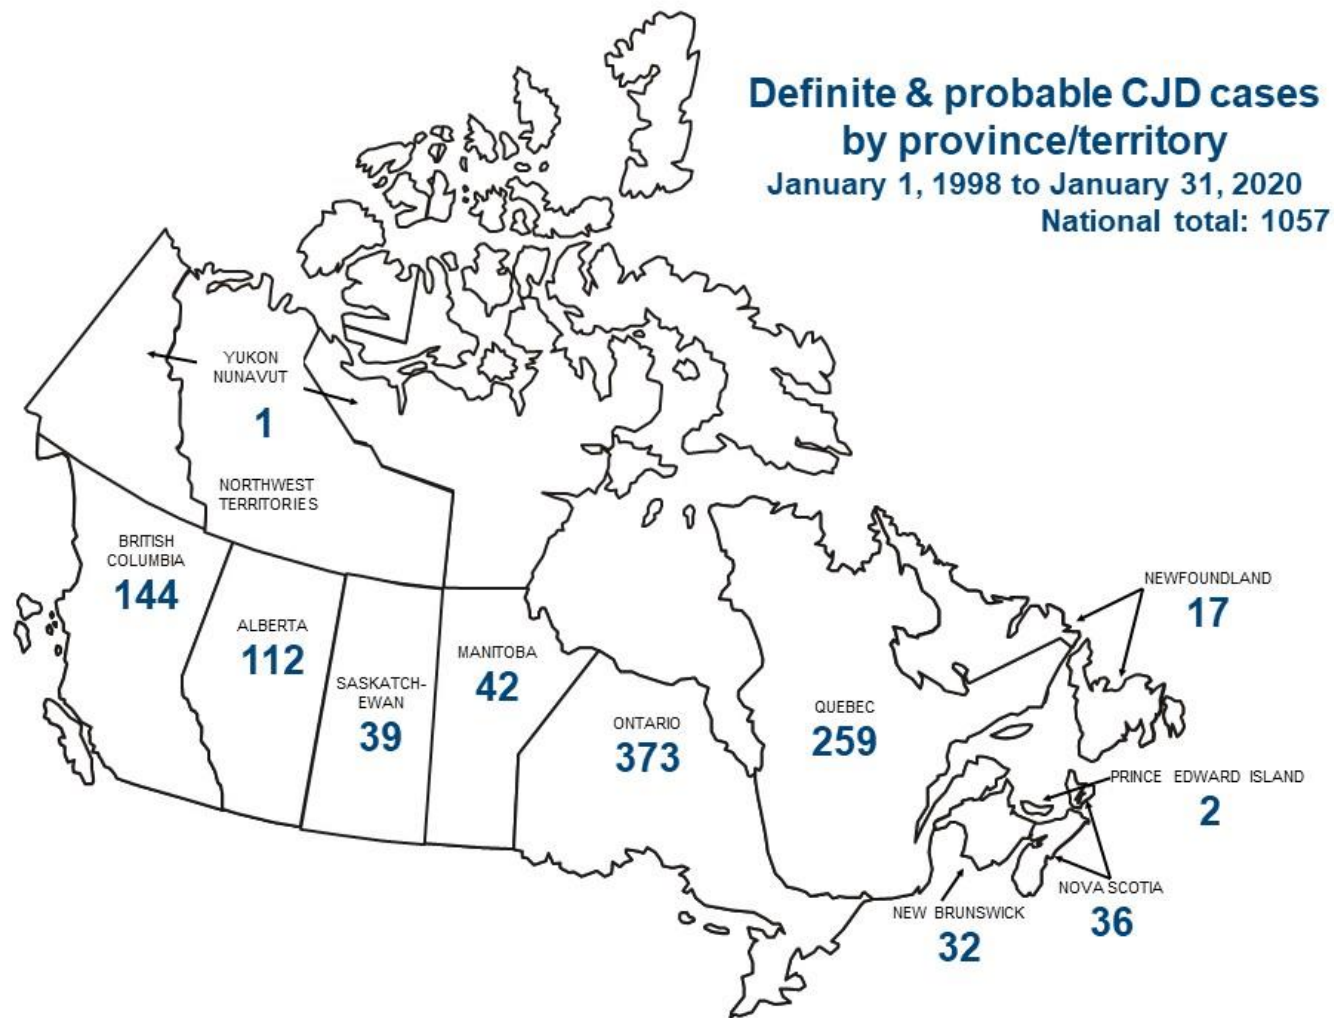 Definite & probable CJD cases
by province/territory
January 1, 1998 to January 31, 2020
National total: 1057
YUKON
NUNAVUT
1
NORTHWEST
TERRITORIES
BRITISH
COLUMBIA
144
ALBERTA
112
SASKATCH-
EWAN
39
MANITOBA
42
ONTARIO
373
QUEBEC
259
NEWFOUNDLAND
17
PRINCE EDWARD ISLAND
2
NOVA SCOTIA
36
NEW BRUNSWICK
32